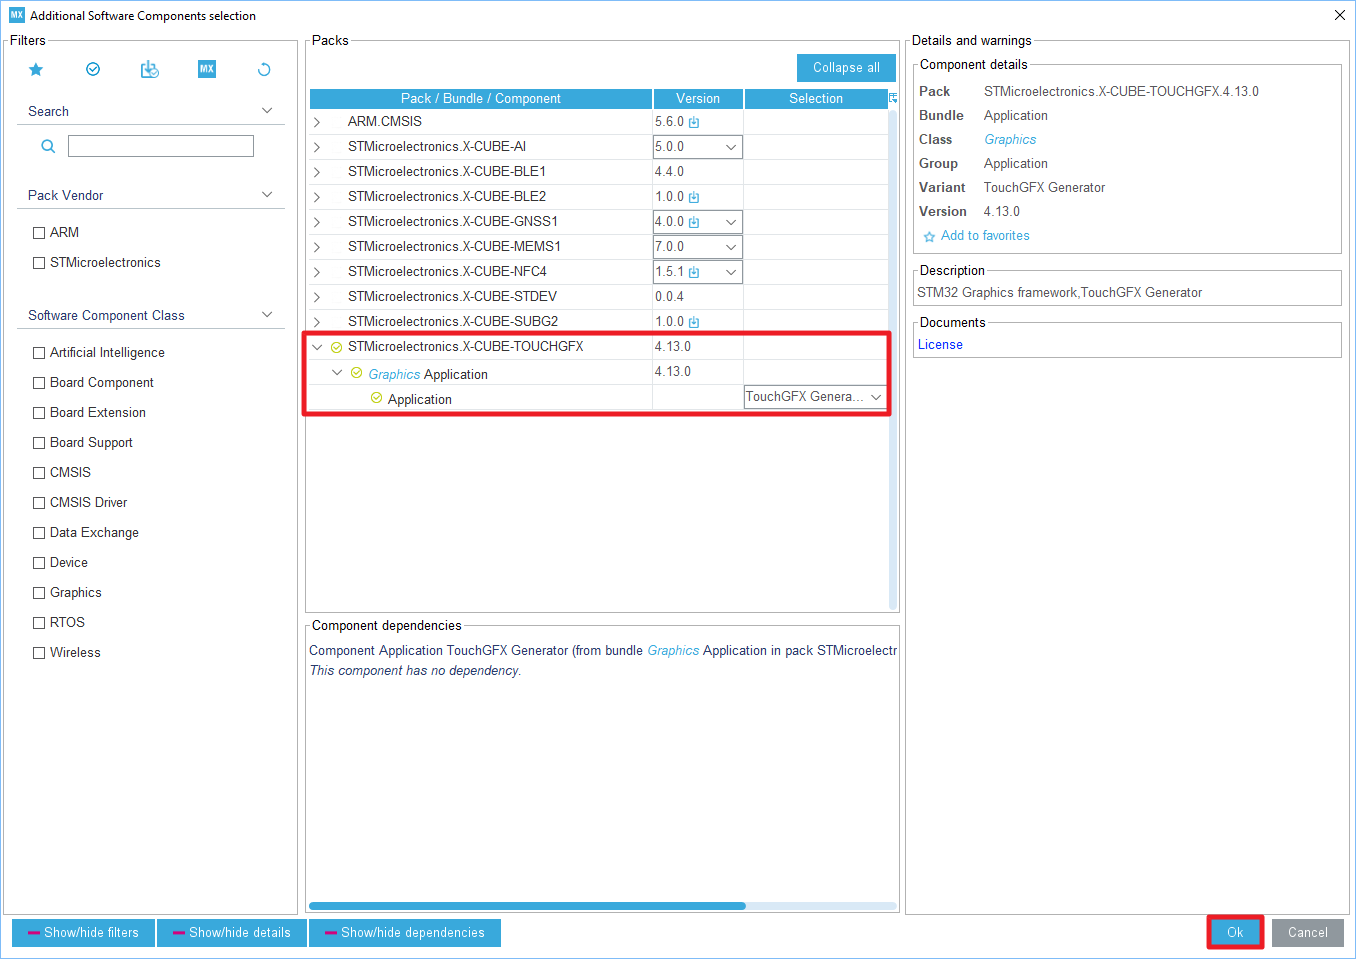 MX Additional Software Components selection
Filters
MX
Search
Pack Vendor
ARM
STMicroelectronics
Software Component Class
Artificial Intelligence
Board Component
Board Extension
Board Support
CMSIS
CMSIS Driver
Data Exchange
Device
Graphics
RTOS
Wireless
Packs
Collapse all
Pack / Bundle / Component Version Selection
ARM.CMSIS 5.6.0
STMicroelectronics.X-CUBE-AI 5.0.0
STMicroelectronics.X-CUBE-BLE1 4.4.0
STMicroelectronics.X-CUBE-BLE2 1.0.0
STMicroelectronics.X-CUBE-GNSS1 4.0.0
STMicroelectronics.X-CUBE-MEMS1 7.0.0
STMicroelectronics.X-CUBE-NFC4 1.5.1
STMicroelectronics.X-CUBE-STDEV 0.0.4
STMicroelectronics.X-CUBE-SUBG2 1.0.0
STMicroelectronics.X-CUBE-TOUCHGFX 4.13.0
Graphics Application 4.13.0
Application TouchGFX Genera...
Component dependencies
Component Application TouchGFX Generator (from bundle Graphics Application in pack STMicroelectr
This component has no dependency.
Details and warnings
Component details
Pack STMicroelectronics.X-CUBE-TOUCHGFX.4.13.0
Bundle Application
Class Graphics
Group Application
Variant TouchGFX Generator
Version 4.13.0
Add to favorites
Description
STM32 Graphics framework,TouchGFX Generator
Documents
License
Show/hide filters Show/hide details Show/hide dependencies Ok Cancel